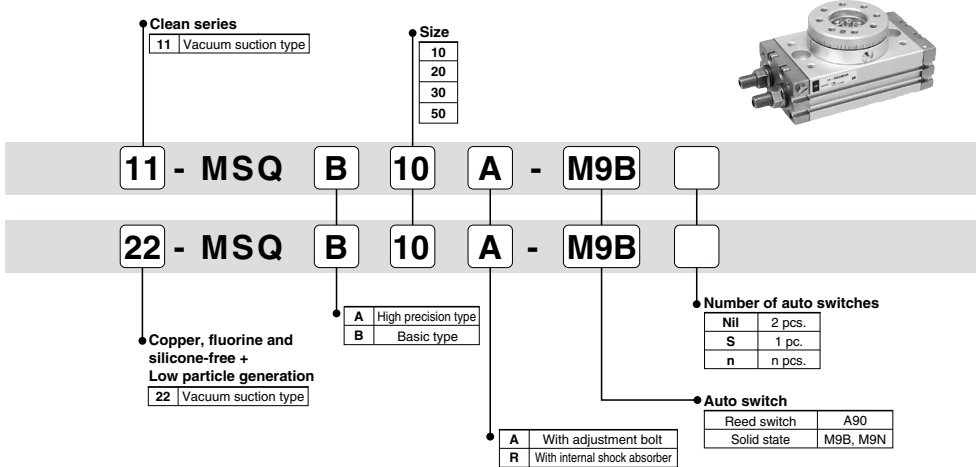 Clean series
11 Vacuum suction type
Size
10
20
30
50
11 - MSQ B 10 A - M9B
22 - MSQ B 10 A - M9B
Copper, fluorine and
silicone-free +
Low particle generation
22 Vacuum suction type
A High precision type
B Basic type
A With adjustment bolt
R With internal shock absorber
Number of auto switches
Nil 2 pcs.
S 1 pc.
n n pcs.
Auto switch
Reed switch A90
Solid state M9B, M9N